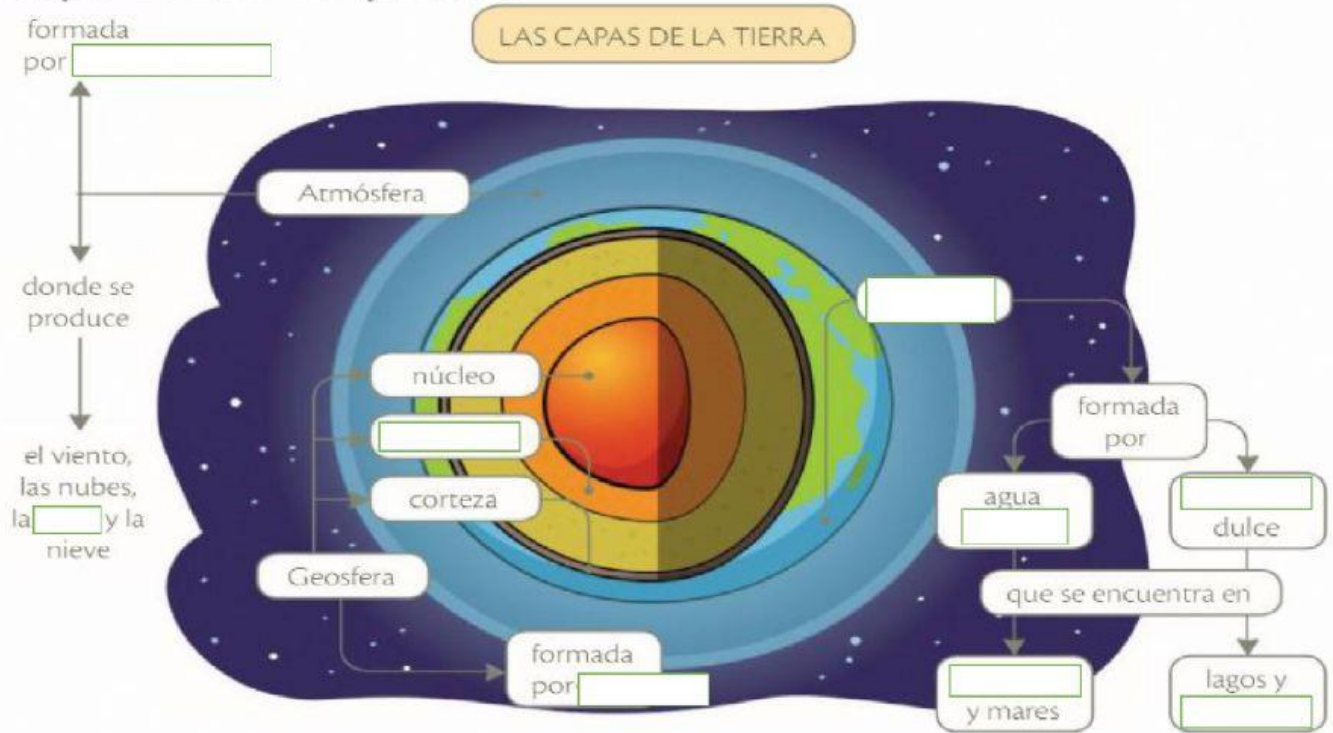 LAS CAPAS DE LA TIERRA
formada
por
Atmósfera
donde se
produce
el viento,
las nubes,
la y la
nieve
núcleo
corteza
Geosfera
formada
por
formada
por
agua
dulce
que se encuentra en
y mares
lagos y